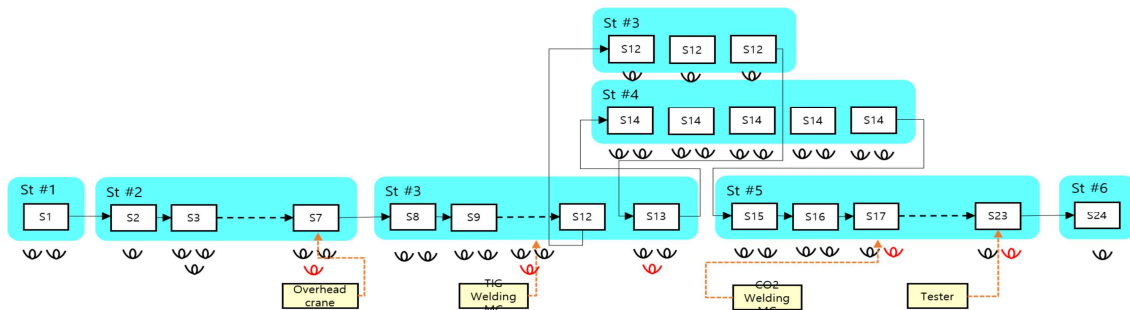 St #3
S12 S12 S12
St #4
S14 S14 S14 S14 S14
St #1 St #2 St #3 St #5 St #6
S1 S2 S3 S7 S8 S9 S12 S13 S15 S16 S17 S23 S24
Overhead
crane
TIG
Welding
MC
CO2
Welding
MC
Tester